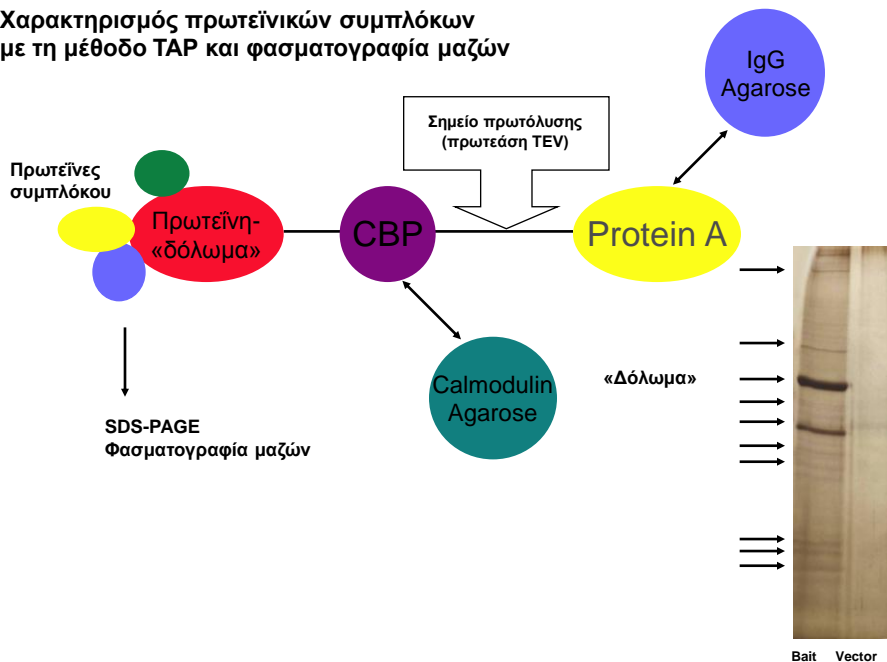 Χαρακτηρισμός πρωτεϊνικών συμπλόκων
με τη μέθοδο TAP και φασματογραφία μαζών
IgG
Agarose
Σημείο πρωτόλυσης
(πρωτεάση TEV)
Πρωτεΐνες
συμπλόκου
Πρωτεΐνη-
«δόλωμα»
CBP
Protein A
Calmodulin
Agarose
«Δόλωμα»
SDS-PAGE
Φασματογραφία μαζών
Bait Vector